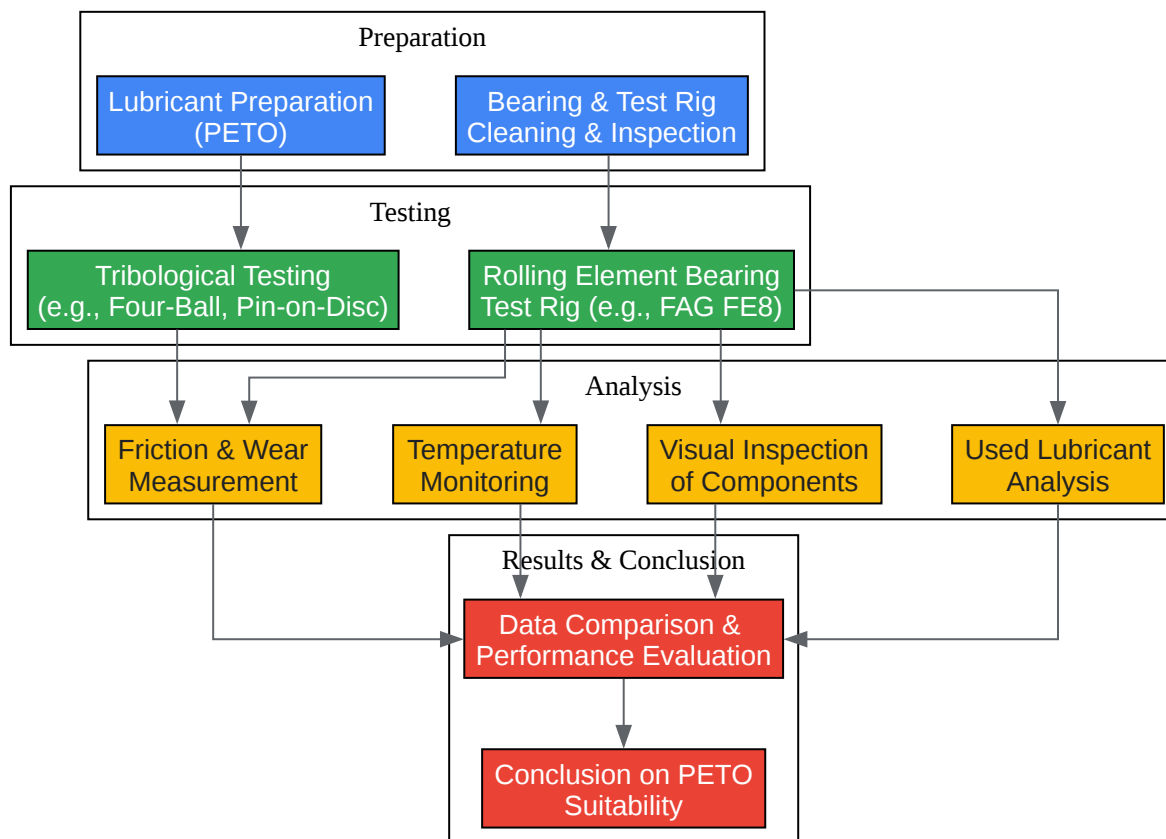 Preparation
Lubricant Preparation
(PETO)
Bearing & Test Rig
Cleaning & Inspection
Testing
Tribological Testing
(e.g., Four-Ball, Pin-on-Disc)
Rolling Element Bearing
Test Rig (e.g., FAG FE8)
Analysis
Friction & Wear
Measurement
Temperature
Monitoring
Visual Inspection
of Components
Used Lubricant
Analysis
Results & Conclusion
Data Comparison &
Performance Evaluation
Conclusion on PETO
Suitability